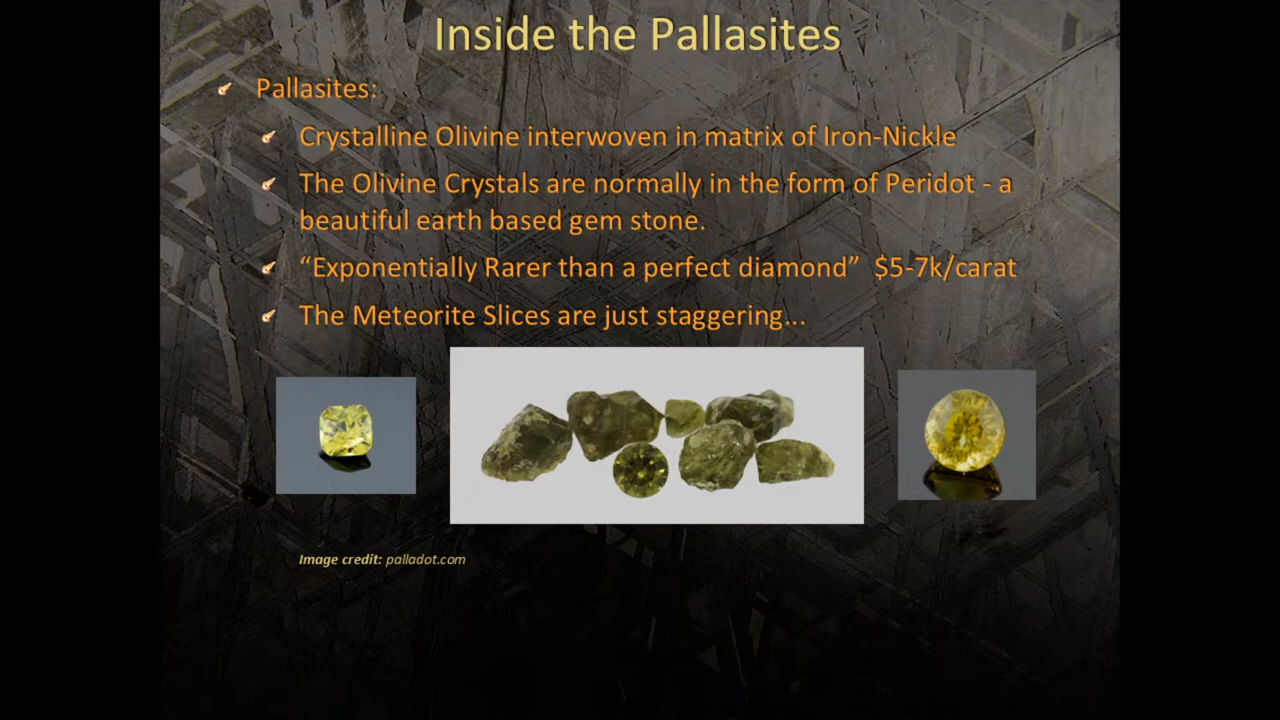 Inside the Pallasites
Pallasites:
Crystalline Olivine interwoven in matrix of Iron-Nickle
The Olivine Crystals are normally in the form of Peridot - a
beautiful earth based gem stone.
“Exponentially Rarer than a perfect diamond” $5-7k/carat
The Meteorite Slices are just staggering...
Image credit: palladot.com